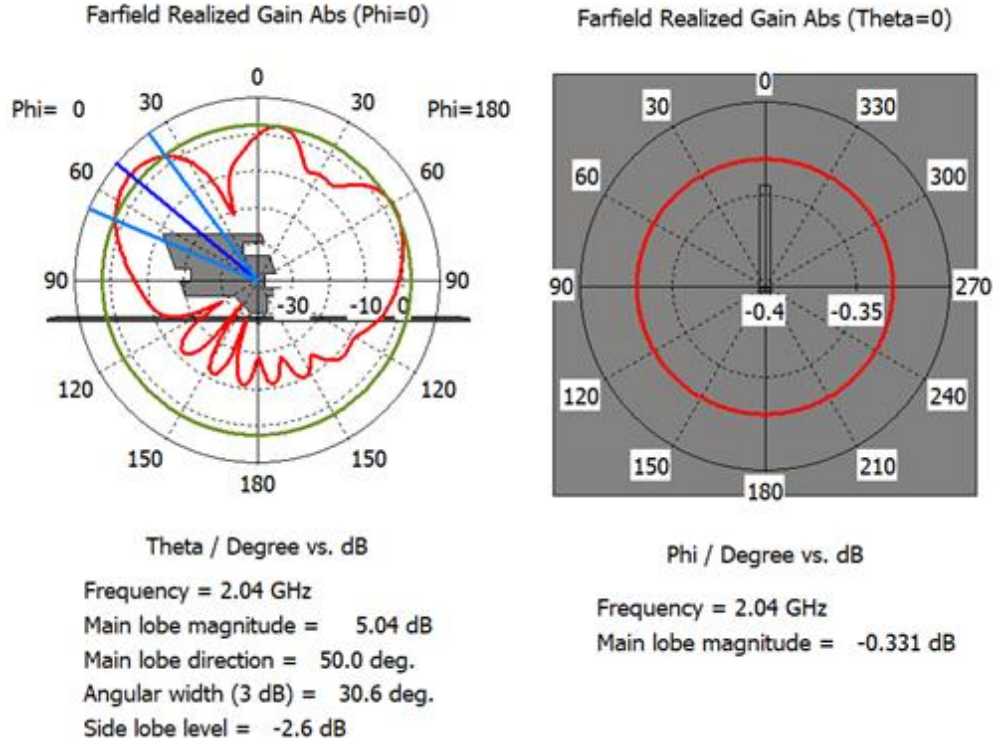 Farfield Realized Gain Abs (Phi=0)
0
Phi= 0 30 30 Phi=180
60 60
90 -30 -10 0 90
120 120
150 150
180
Theta / Degree vs. dB
Frequency = 2.04 GHz
Main lobe magnitude = 5.04 dB
Main lobe direction = 50.0 deg.
Angular width (3 dB) = 30.6 deg.
Side lobe level = -2.6 dB
Farfield Realized Gain Abs (Theta=0)
0
30 330
60 300
90 270
-0.4 -0.35
120 240
150 210
180
Phi / Degree vs. dB
Frequency = 2.04 GHz
Main lobe magnitude = -0.331 dB